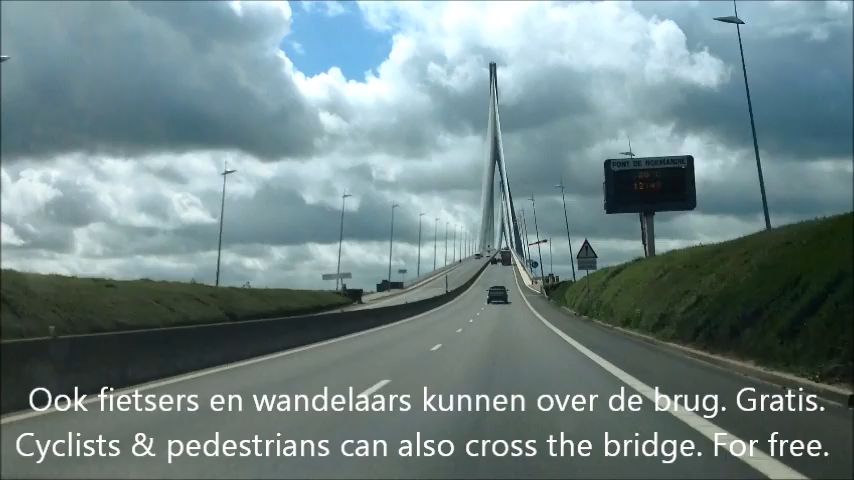 PONT DE NORMANDIE
Ook fietsers en wandelaars kunnen over de brug. Gratis.
Cyclists & pedestrians can also cross the bridge. For free.